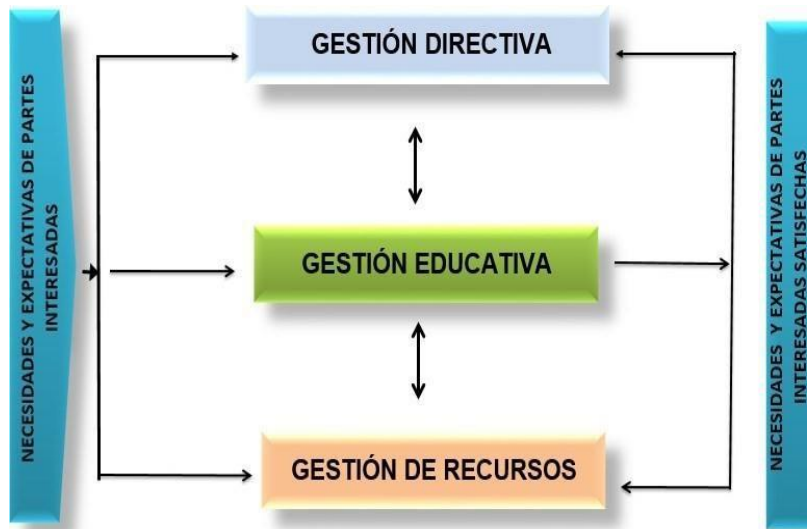 NECESIDADES Y EXPECTATIVAS DE PARTES
INTERESADAS
GESTIÓN DIRECTIVA
GESTIÓN EDUCATIVA
GESTIÓN DE RECURSOS
NECESIDADES Y EXPECTATIVAS DE PARTES
INTERESADAS SATISFECHAS